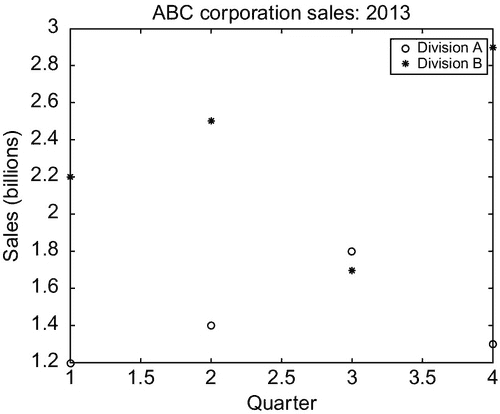 ABC corporation sales: 2013
3
2.8
2.6
2.4
2.2
2
1.8
1.6
1.4
1.2
Sales (billions)
Division A
Division B
1 1.5 2 2.5 3 3.5 4
Quarter